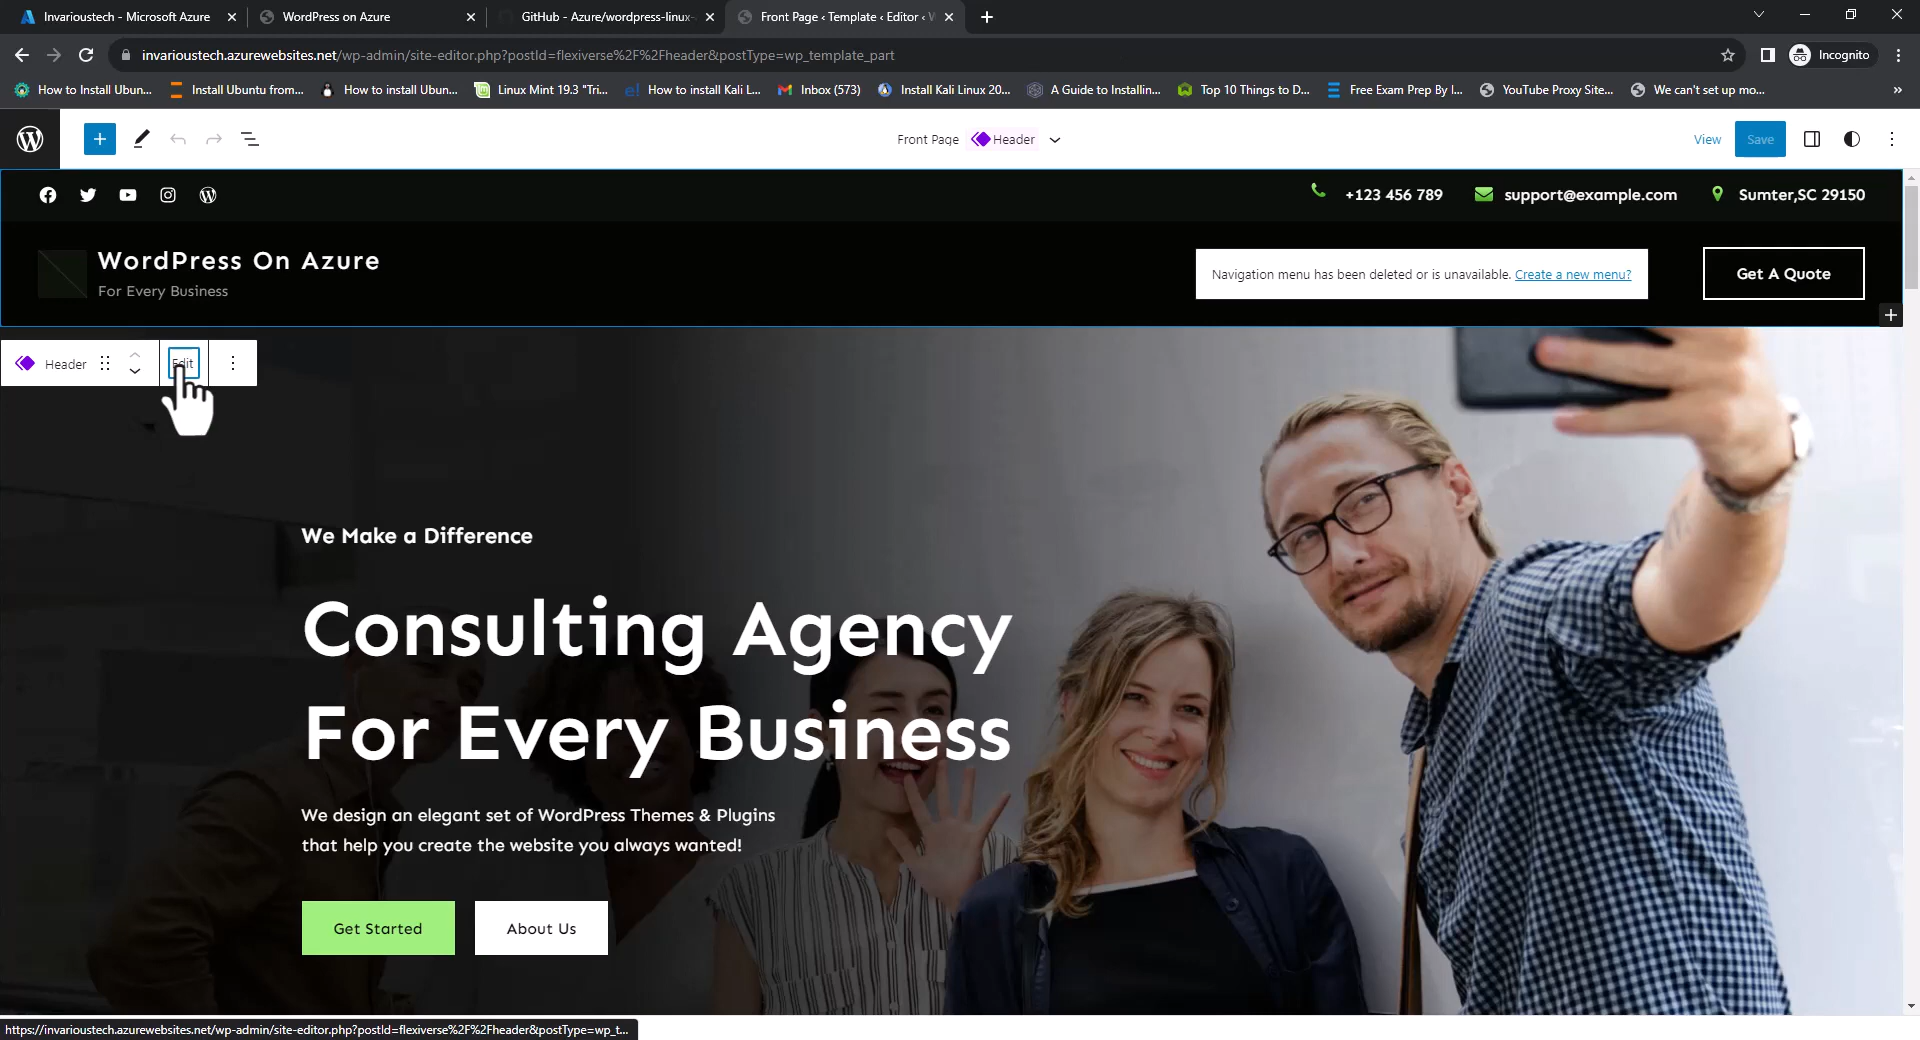 Invarioustech - Microsoft Azure
WordPress on Azure
GitHub - Azure/wordpress-linux-
Front Page ‹ Template ‹ Editor ‹ W
invarioustech.azurewebsites.net/wp-admin/site-editor.php?postId=flexiverse%2F%2Fheader&postType=wp_template_part
Incognito
How to Install Ubun...
Install Ubuntu from...
How to install Ubun...
Linux Mint 19.3 "Tri...
How to install Kali L...
Inbox (573)
Install Kali Linux 20...
A Guide to Installin...
Top 10 Things to D...
Free Exam Prep By I...
YouTube Proxy Site...
We can't set up mo...
Front Page
Header
View
Save
+123 456 789
support@example.com
Sumter,SC 29150
WordPress On Azure
For Every Business
Navigation menu has been deleted or is unavailable. Create a new menu?
Get A Quote
Header
Edit
We Make a Difference
Consulting Agency
For Every Business
We design an elegant set of WordPress Themes & Plugins
that help you create the website you always wanted!
Get Started
About Us
https://invarioustech.azurewebsites.net/wp-admin/site-editor.php?postId=flexiverse%2F%2Fheader&postType=wp_t...